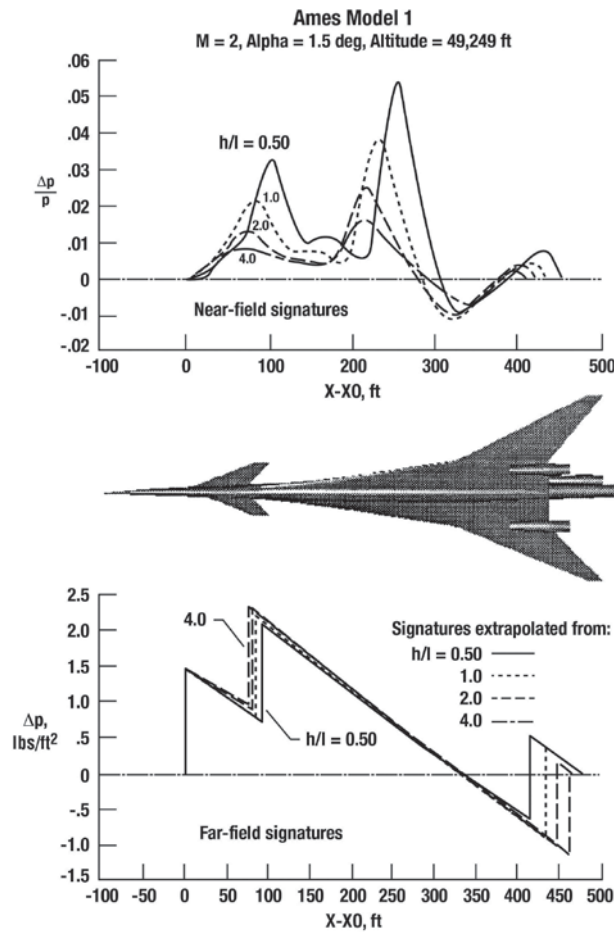 Ames Model 1
M = 2, Alpha = 1.5 deg, Altitude = 49,249 ft
.06
.05
.04
.03
.02
.01
0
-.01
-.02
Δp
p
h/l = 0.50
1.0
2.0
4.0
Near-field signatures
-100 0 100 200 300 400 500
X-XO, ft
2.5
2.0
1.5
1.0
0.5
0
-.05
-1.0
-1.5
Δp,
lbs/ft²
4.0
h/l = 0.50
Signatures extrapolated from:
h/l = 0.50
1.0
2.0
4.0
Far-field signatures
-100 -50 0 50 100 150 200 250 300 350 400 450 500
X-XO, ft